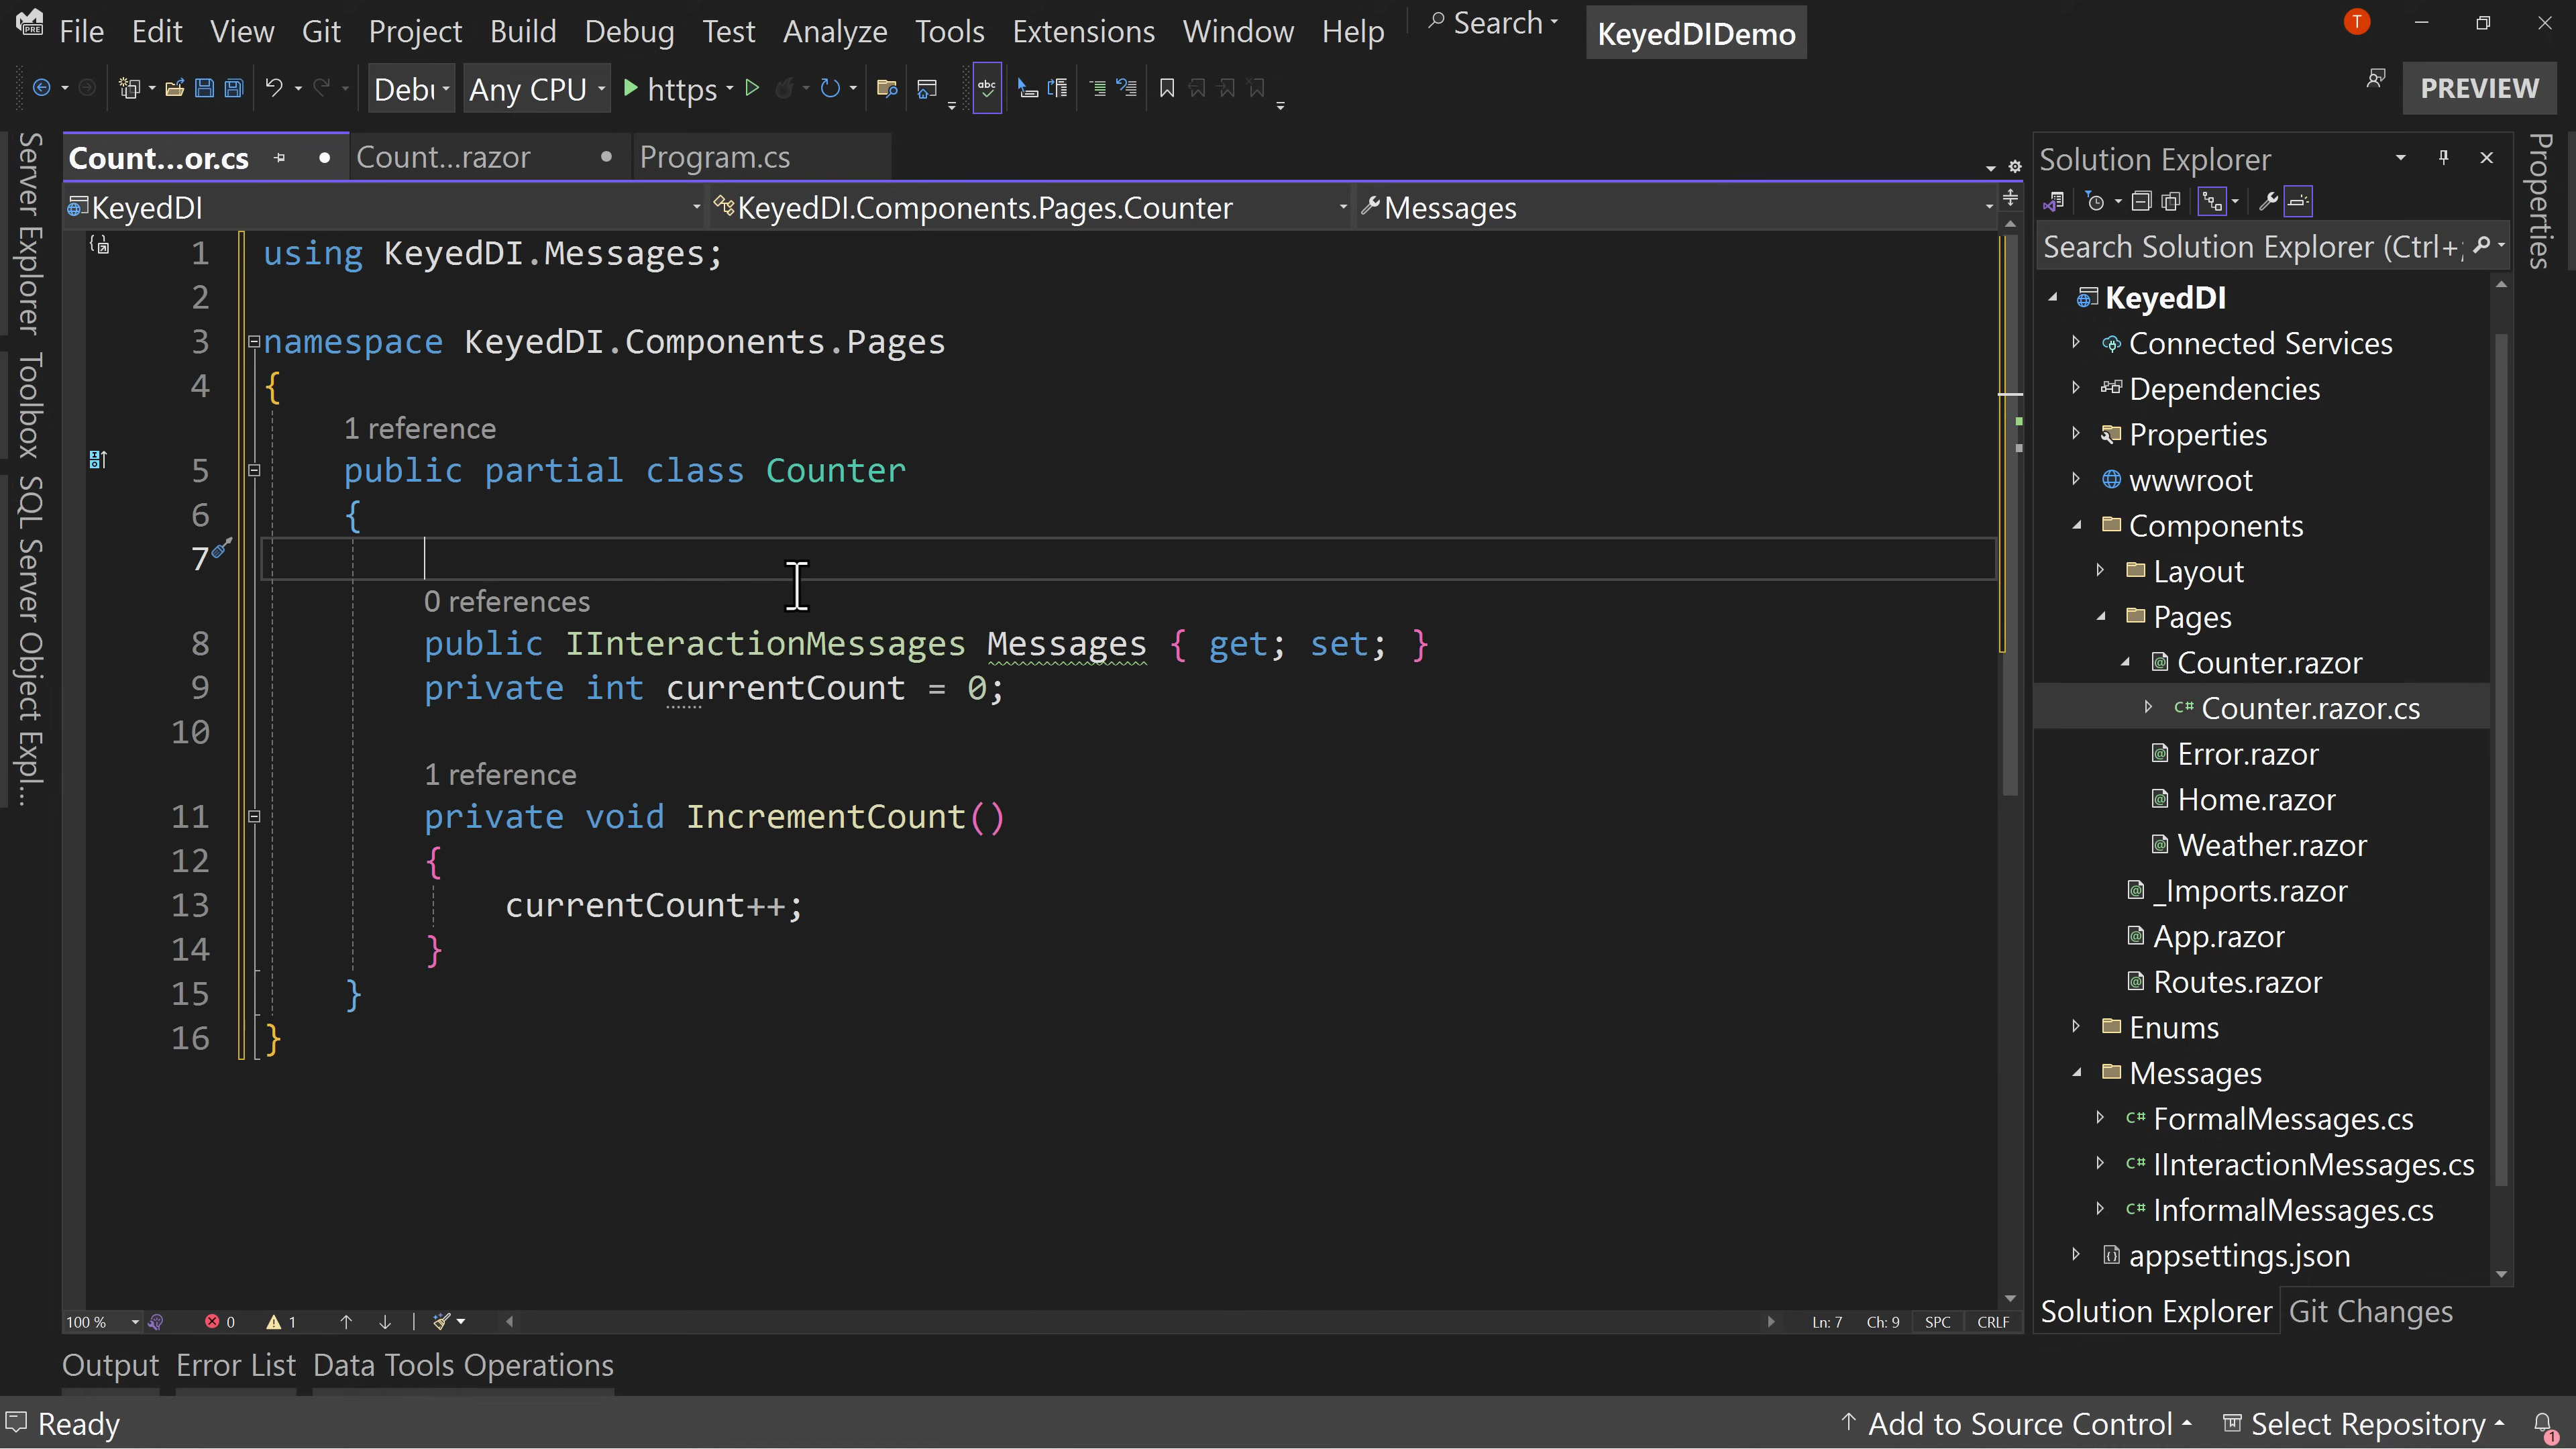 File Edit View Git Project Build Debug Test Analyze Tools Extensions Window Help Search KeyedDIDemo T
PRE
Debu Any CPU https abc PREVIEW
Count...or.cs Count...razor Program.cs
KeyedDI KeyedDI.Components.Pages.Counter Messages
Server Explorer
Toolbox
SQL Server Object Expl...
1 using KeyedDI.Messages;
2
3 namespace KeyedDI.Components.Pages
4 {
1 reference
5 public partial class Counter
6 {
7
0 references
8 public IInteractionMessages Messages { get; set; }
9 private int currentCount = 0;
10
1 reference
11 private void IncrementCount()
12 {
13 currentCount++;
14 }
15 }
16 }
100 % 0 1 Ln: 7 Ch: 9 SPC CRLF
Solution Explorer
Search Solution Explorer (Ctrl+;
KeyedDI
Connected Services
Dependencies
Properties
wwwroot
Components
Layout
Pages
Counter.razor
C# Counter.razor.cs
Error.razor
Home.razor
Weather.razor
_Imports.razor
App.razor
Routes.razor
Enums
Messages
C# FormalMessages.cs
C# IInteractionMessages.cs
C# InformalMessages.cs
appsettings.json
Solution Explorer Git Changes
Properties
Output Error List Data Tools Operations
Ready Add to Source Control Select Repository 1